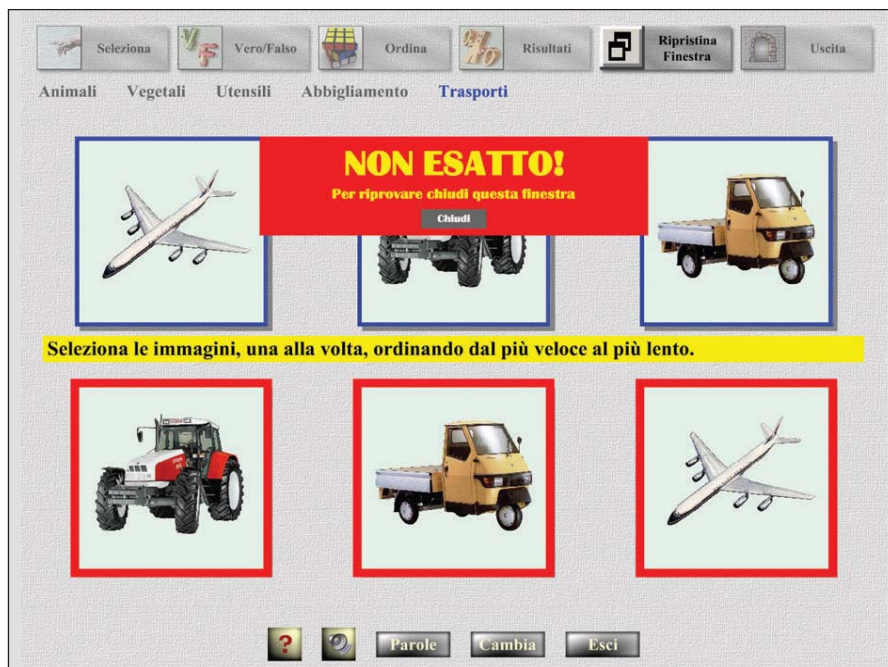 Seleziona
Vero/Falso
Ordina
Risultati
Ripristina
Finestra
Uscita
Animali Vegetali Utensili Abbigliamento Trasporti
NON ESATTO!
Per riprovare chiudi questa finestra
Chiudi
Seleziona le immagini, una alla volta, ordinando dal più veloce al più lento.
?
Parole
Cambia
Esci